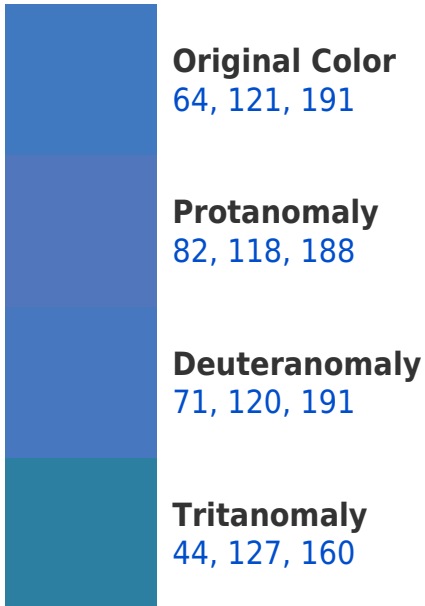 Original Color
64, 121, 191
Protanomaly
82, 118, 188
Deuteranomaly
71, 120, 191
Tritanomaly
44, 127, 160